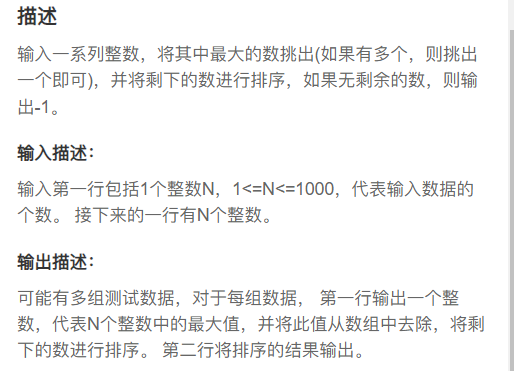 描述
输入一系列整数，将其中最大的数挑出(如果有多个，则挑出
一个即可)，并将剩下的数进行排序，如果无剩余的数，则输
出-1。
输入描述：
输入第一行包括1个整数N，1<=N<=1000，代表输入数据的
个数。 接下来的一行有N个整数。
输出描述：
可能有多组测试数据，对于每组数据， 第一行输出一个整
数，代表N个整数中的最大值，并将此值从数组中去除，将剩
下的数进行排序。 第二行将排序的结果输出。